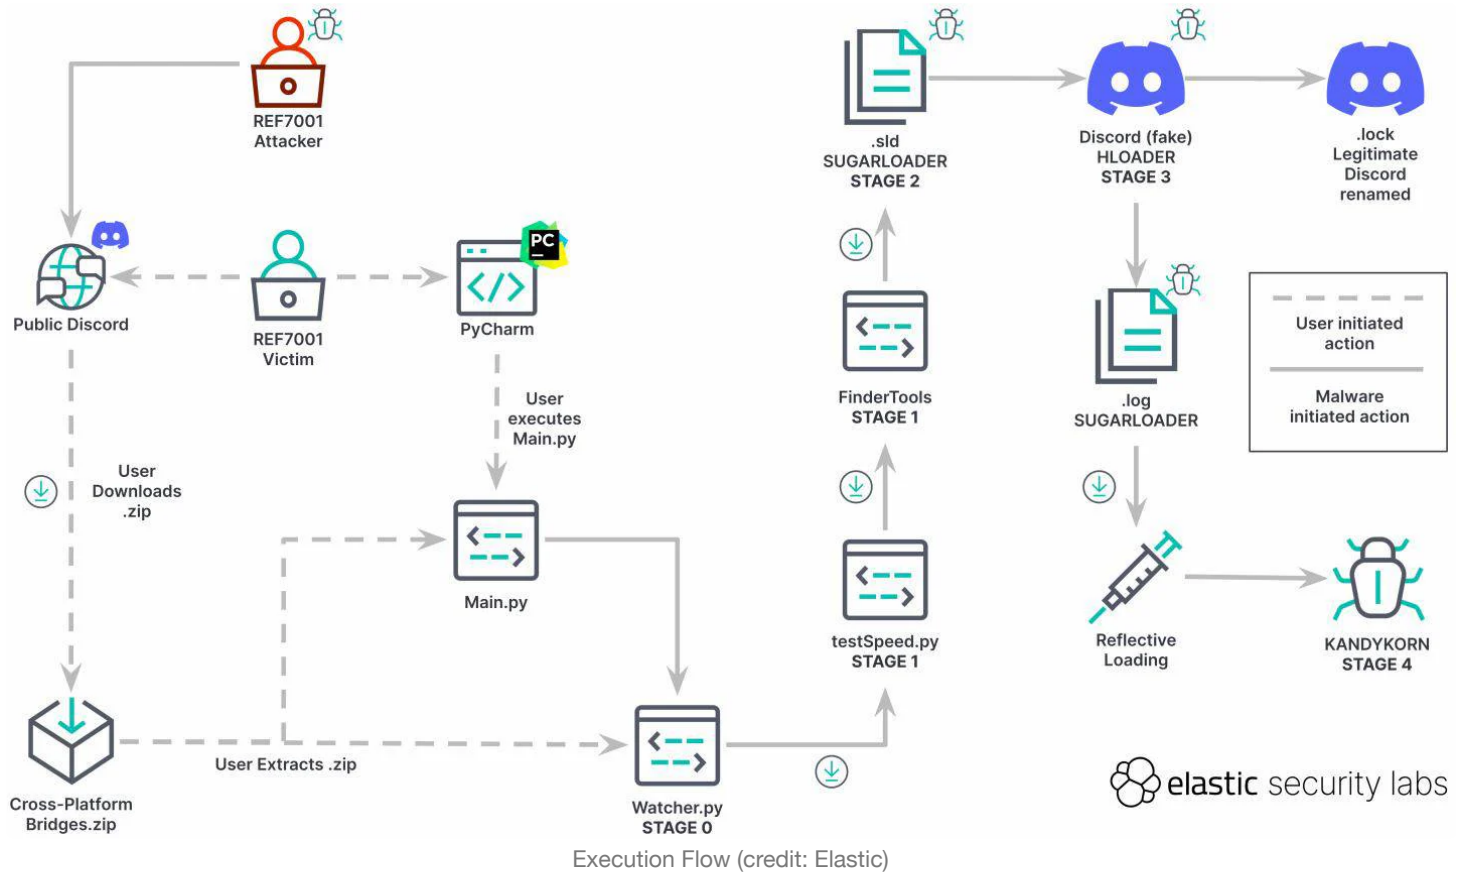 REF7001
Attacker
Public Discord
REF7001
Victim
PC
PyCharm
User
executes
Main.py
User
Downloads
.zip
Main.py
User Extracts .zip
Cross-Platform
Bridges.zip
Watcher.py
STAGE 0
testSpeed.py
STAGE 1
FinderTools
STAGE 1
.sld
SUGARLOADER
STAGE 2
Discord (fake)
HLOADER
STAGE 3
.lock
Legitimate
Discord
renamed
.log
SUGARLOADER
Reflective
Loading
KANDYKORN
STAGE 4
User initiated
action
Malware
initiated action
elastic security labs
Execution Flow (credit: Elastic)